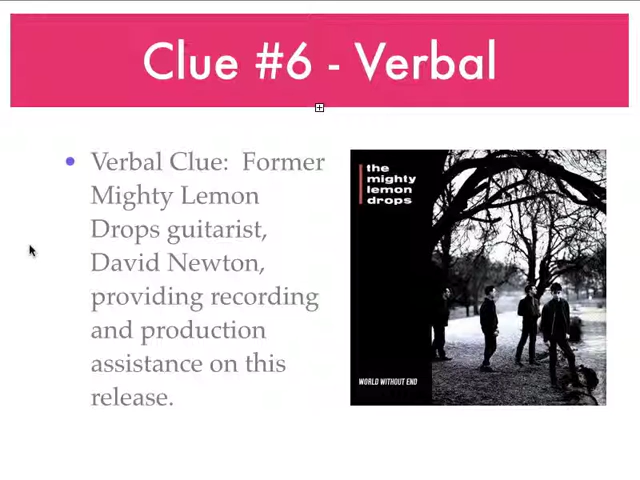 Clue #6 - Verbal
• Verbal Clue:  Former
Mighty Lemon
Drops guitarist,
David Newton,
providing recording
and production
assistance on this
release.
the
mighty
lemon
drops
WORLD WITHOUT END